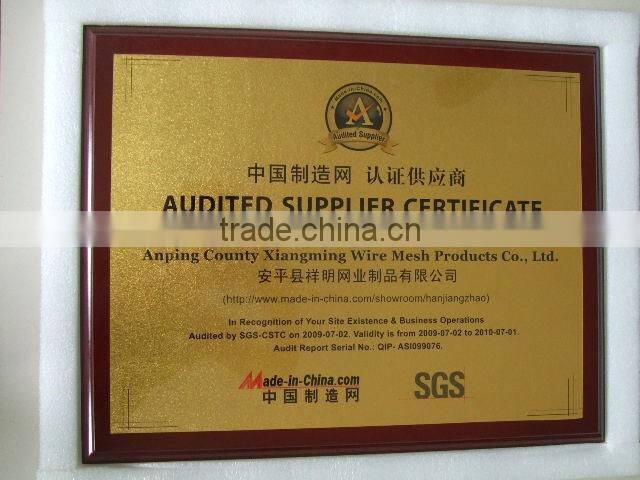 Made-in-China.com
A
Audited Supplier
中国制造网 认证供应商
AUDITED SUPPLIER CERTIFICATE
trade.china.cn
Anping County Xiangming Wire Mesh Products Co., Ltd.
安平县祥明网业制品有限公司
(http://www.made-in-china.com/showroom/hanjiangzhao)
In Recognition of Your Site Existence & Business Operations
Audited by SGS-CSTC on 2009-07-02. Validity is from 2009-07-02 to 2010-07-01.
Audit Report Serial No.: QIP- ASI099076.
Made-in-China.com
中国制造网
SGS